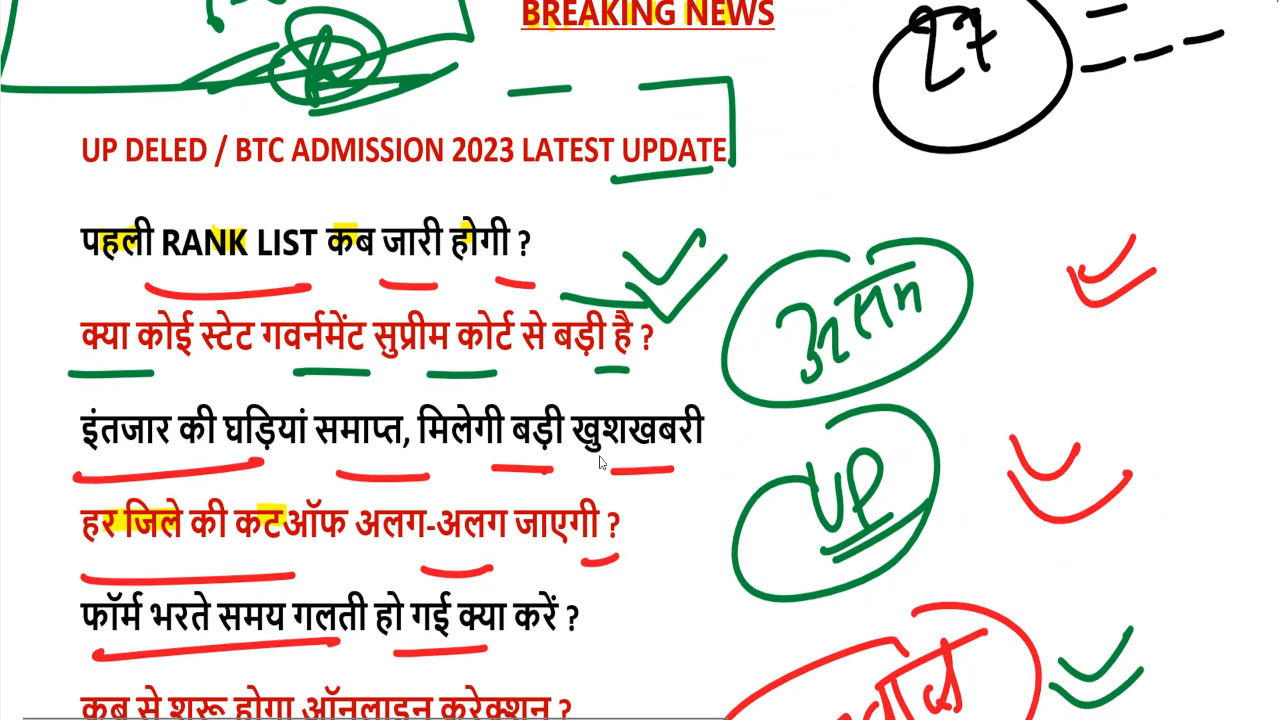 BREAKING NEWS
27
UP DELED / BTC ADMISSION 2023 LATEST UPDATE
पहली RANK LIST कब जारी होगी ?
क्या कोई स्टेट गवर्नमेंट सुप्रीम कोर्ट से बड़ी है ?
इंतजार की घड़ियां समाप्त, मिलेगी बड़ी खुशखबरी
UP
हर जिले की कटऑफ अलग-अलग जाएगी ?
फॉर्म भरते समय गलती हो गई क्या करें ?
कब से शुरू होगा ऑनलाइन करेक्शन ?